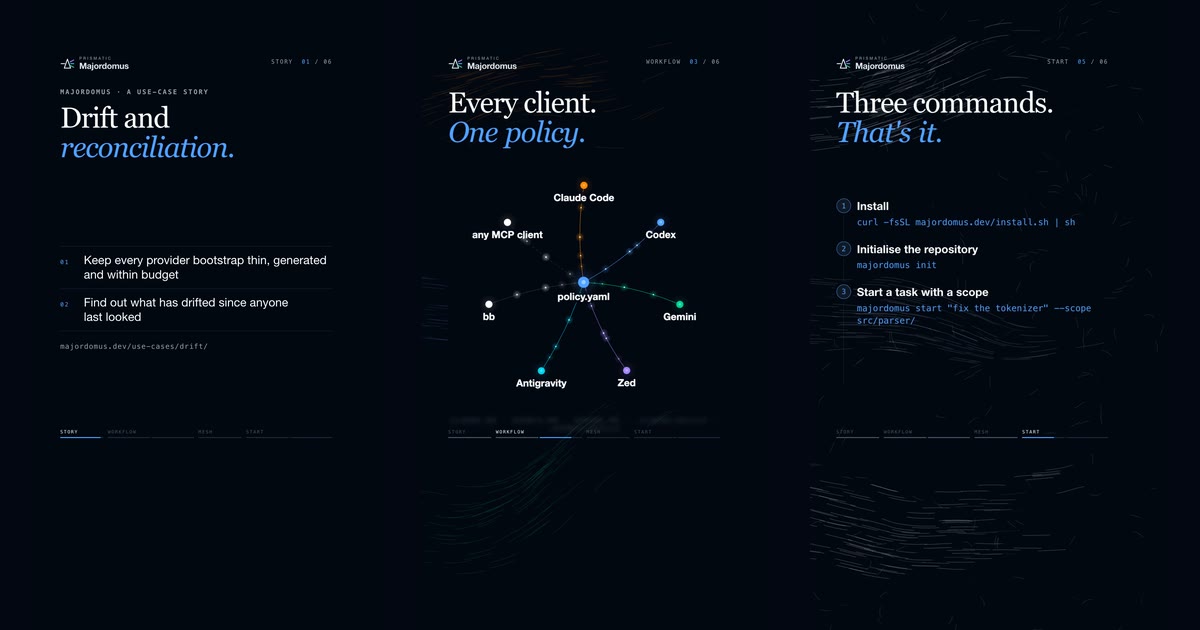 PRISMATIC
Majordomus
STORY 01 / 06
MAJORDOMUS · A USE-CASE STORY
Drift and
reconciliation.
01 Keep every provider bootstrap thin, generated
and within budget
02 Find out what has drifted since anyone
last looked
majordomus.dev/use-cases/drift/
STORY WORKFLOW MESH START
PRISMATIC
Majordomus
WORKFLOW 03 / 06
Every client.
One policy.
Claude Code
any MCP client
Codex
policy.yaml
bb
Gemini
Antigravity
Zed
STORY WORKFLOW MESH START
PRISMATIC
Majordomus
START 05 / 06
Three commands.
That's it.
1 Install
curl -fsSL majordomus.dev/install.sh | sh
2 Initialise the repository
majordomus init
3 Start a task with a scope
majordomus start "fix the tokenizer" --scope
src/parser/
STORY WORKFLOW MESH START